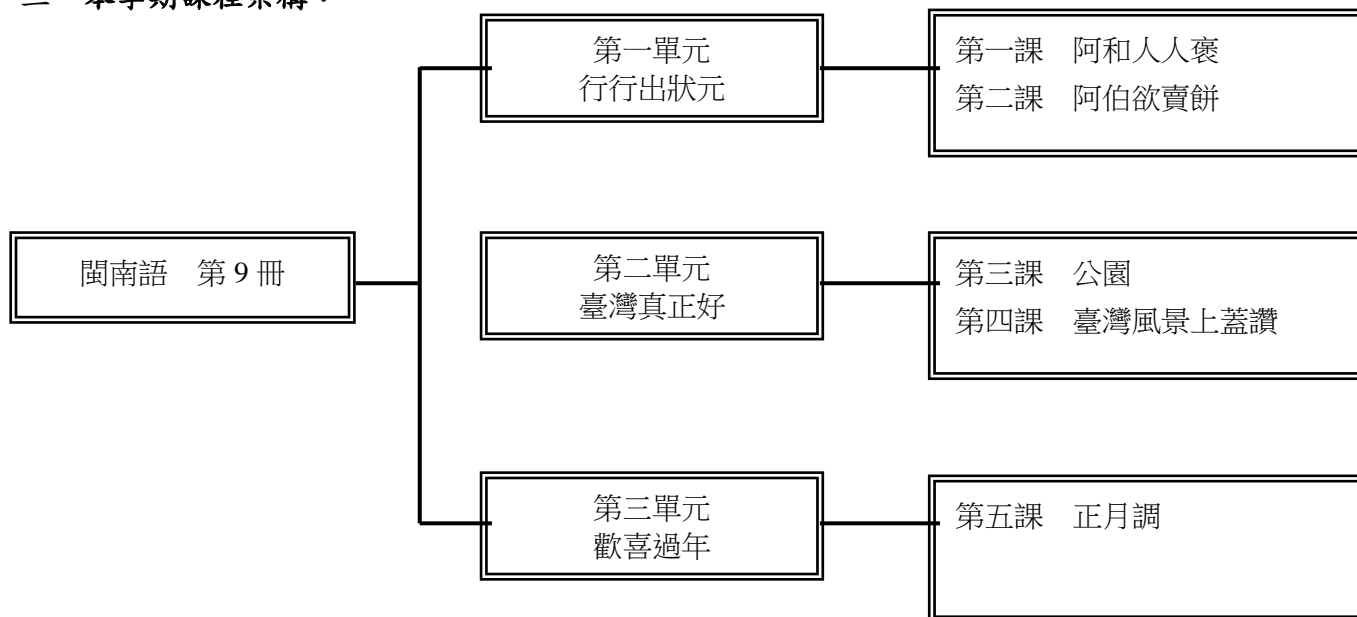 本學期課程架構：
第一單元
行行出狀元
第一課　阿和人人褒
第二課　阿伯欲賣餅
閩南語　第 9 冊
第二單元
臺灣真正好
第三課　公園
第四課　臺灣風景上蓋讚
第三單元
歡喜過年
第五課　正月調